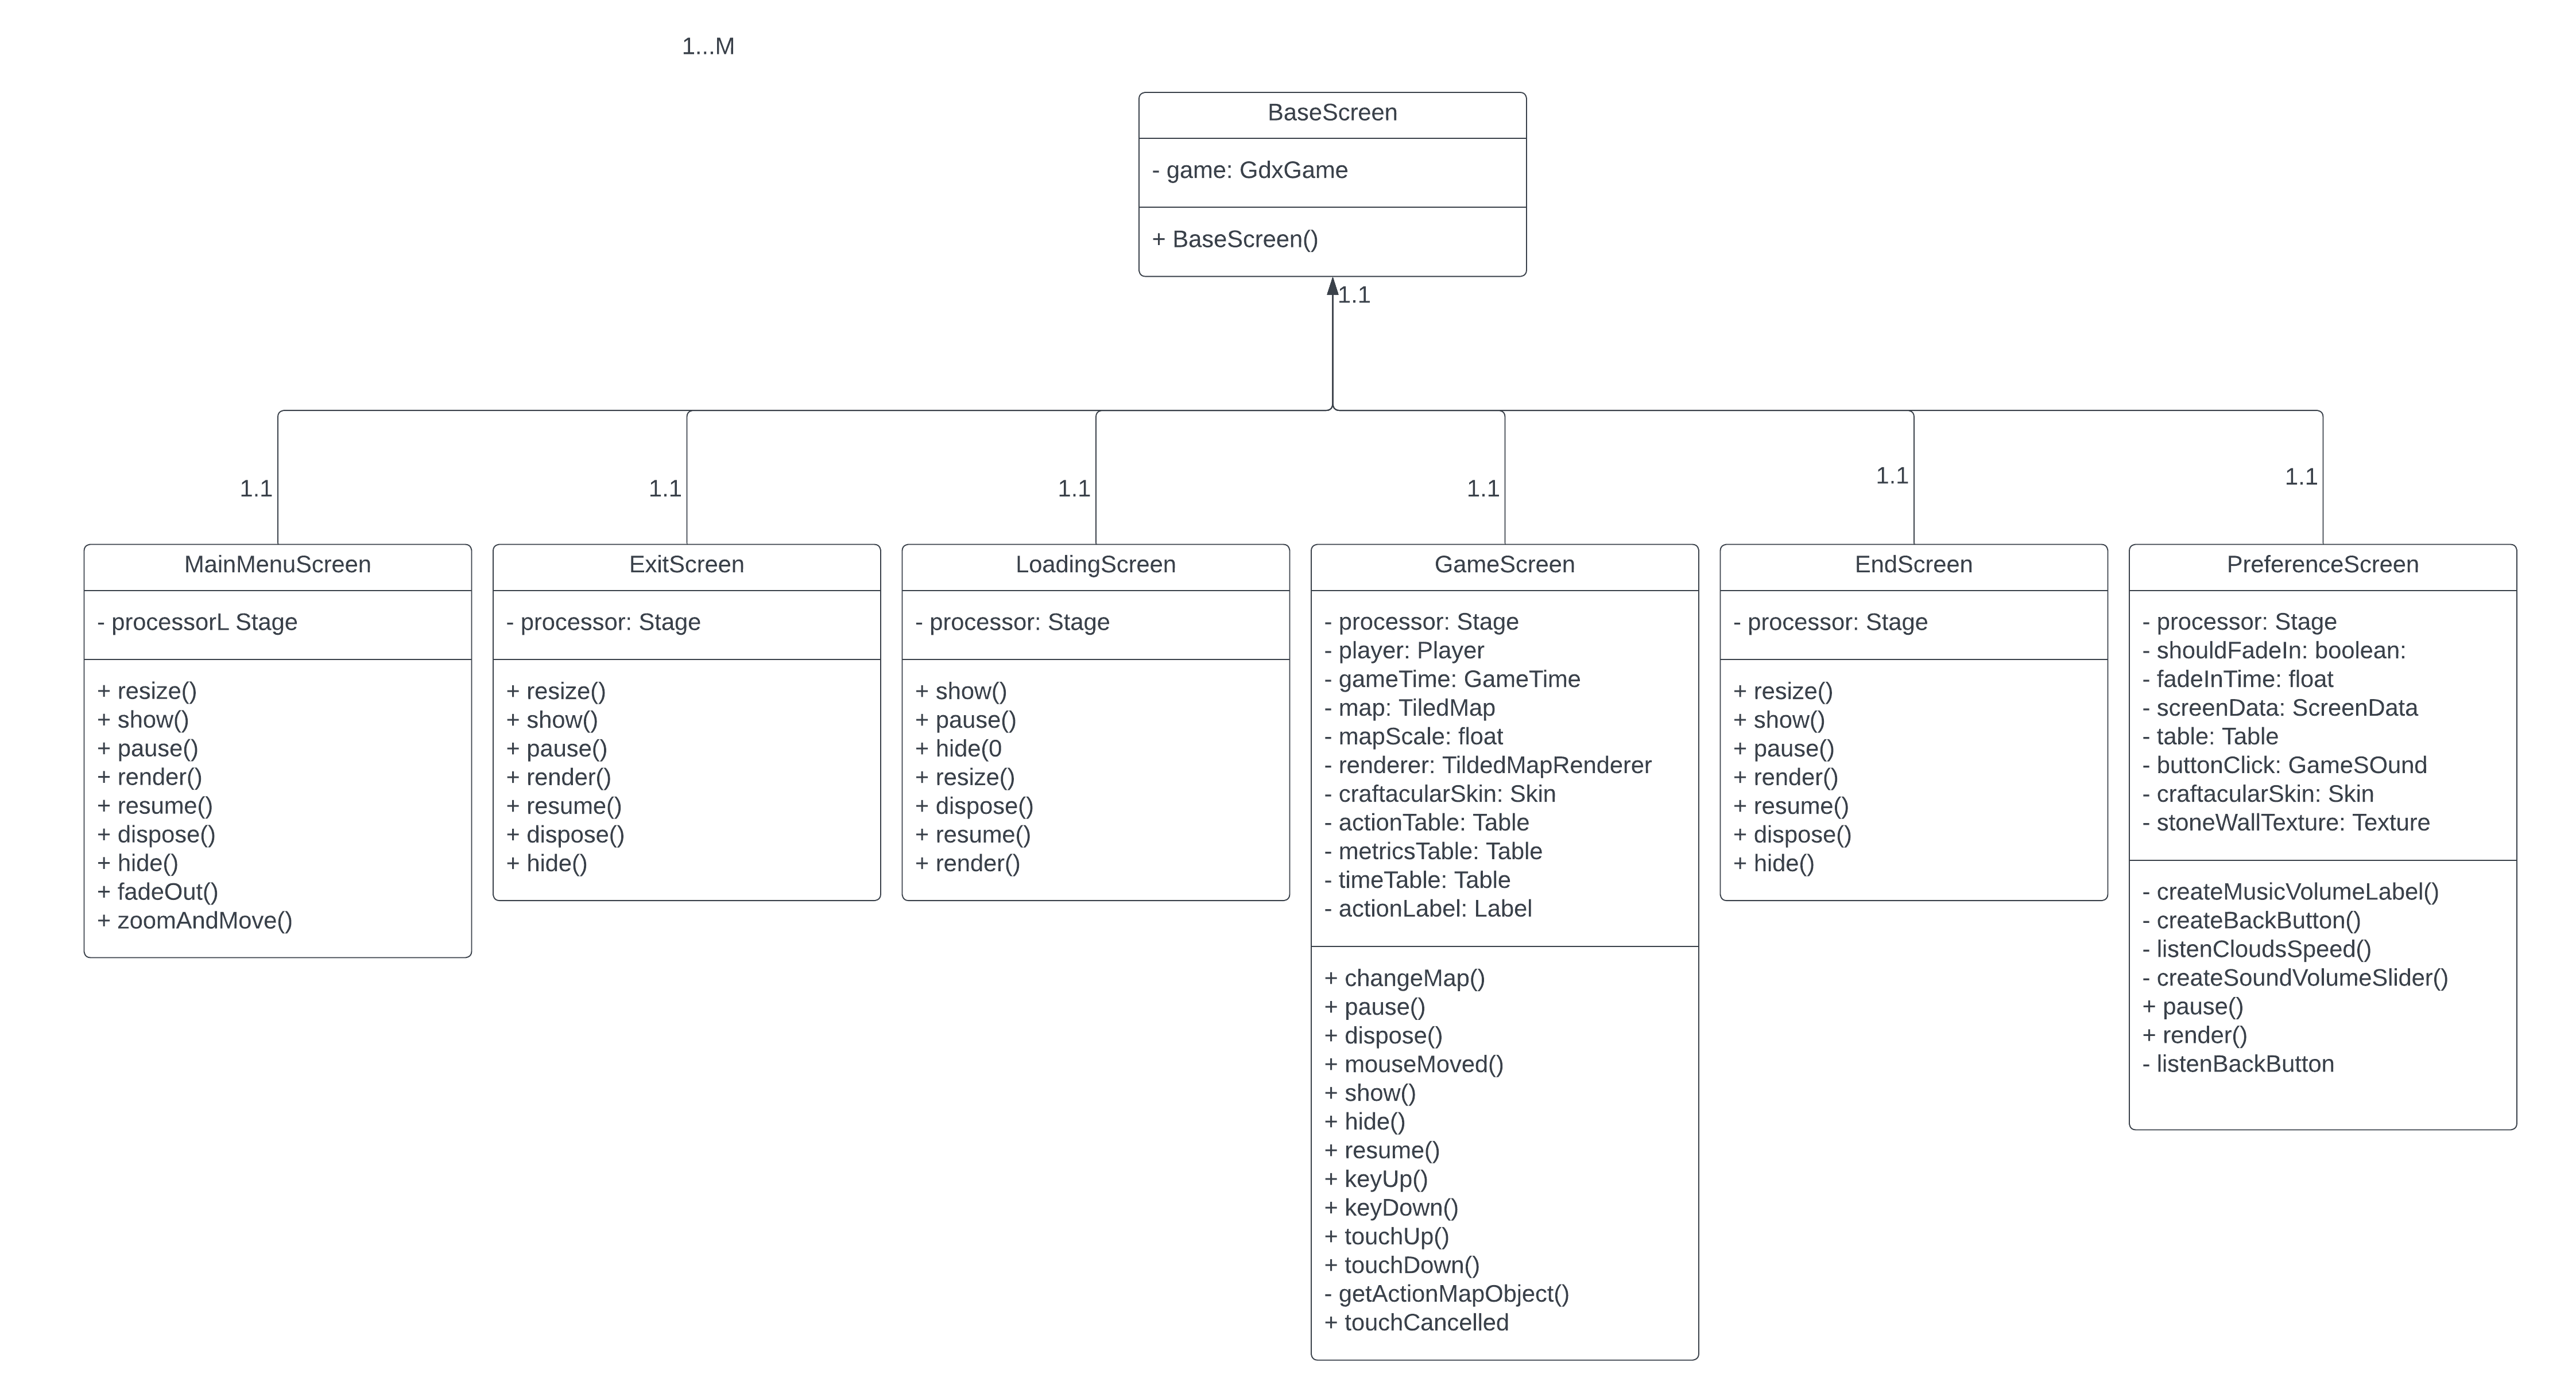 1...M
BaseScreen
- game: GdxGame
+ BaseScreen()
1.1
1.1
1.1
1.1
1.1
1.1
1.1
MainMenuScreen
- processorL Stage
+ resize()
+ show()
+ pause()
+ render()
+ resume()
+ dispose()
+ hide()
+ fadeOut()
+ zoomAndMove()
ExitScreen
- processor: Stage
+ resize()
+ show()
+ pause()
+ render()
+ resume()
+ dispose()
+ hide()
LoadingScreen
- processor: Stage
+ show()
+ pause()
+ hide(0
+ resize()
+ dispose()
+ resume()
+ render()
GameScreen
- processor: Stage
- player: Player
- gameTime: GameTime
- map: TiledMap
- mapScale: float
- renderer: TildedMapRenderer
- craftacularSkin: Skin
- actionTable: Table
- metricsTable: Table
- timeTable: Table
- actionLabel: Label
+ changeMap()
+ pause()
+ dispose()
+ mouseMoved()
+ show()
+ hide()
+ resume()
+ keyUp()
+ keyDown()
+ touchUp()
+ touchDown()
- getActionMapObject()
+ touchCancelled
EndScreen
- processor: Stage
+ resize()
+ show()
+ pause()
+ render()
+ resume()
+ dispose()
+ hide()
PreferenceScreen
- processor: Stage
- shouldFadeIn: boolean:
- fadeInTime: float
- screenData: ScreenData
- table: Table
- buttonClick: GameSOund
- craftacularSkin: Skin
- stoneWallTexture: Texture
- createMusicVolumeLabel()
- createBackButton()
- listenCloudsSpeed()
- createSoundVolumeSlider()
+ pause()
+ render()
- listenBackButton